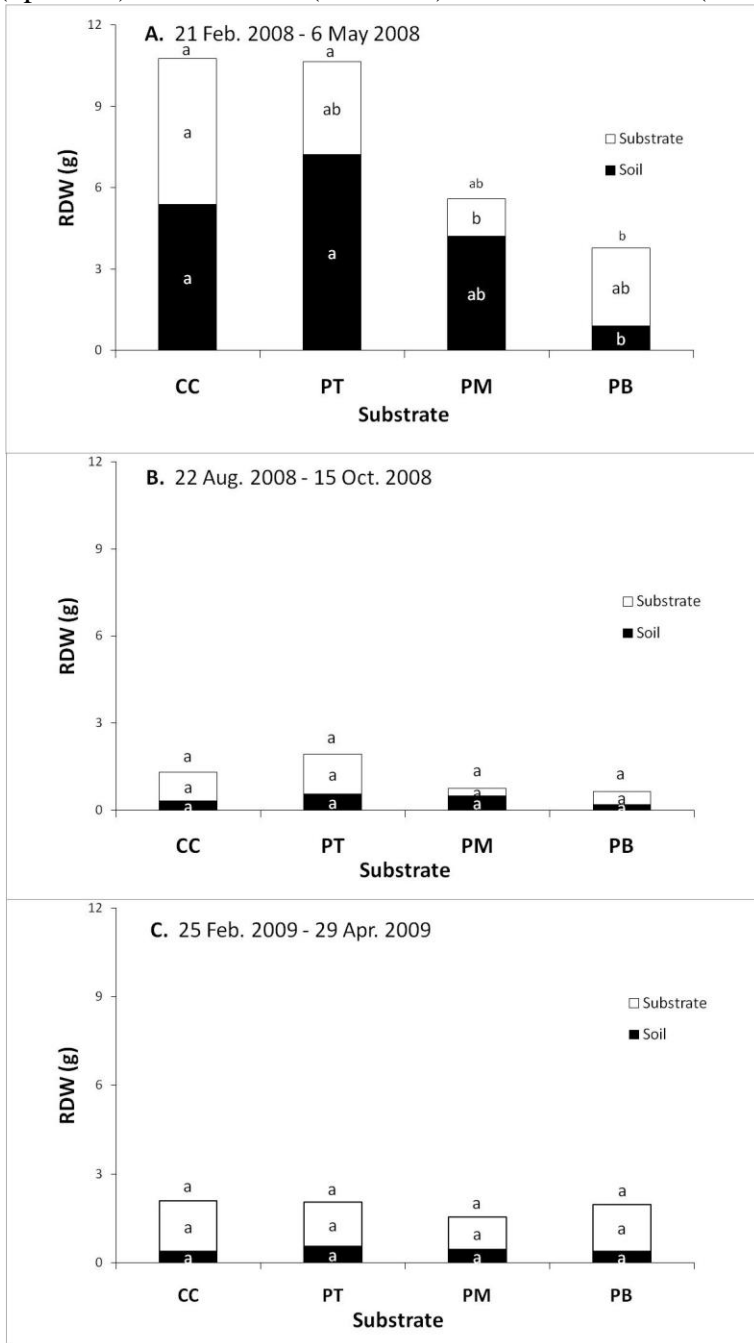 A. 21 Feb. 2008 - 6 May 2008
12
9
6
3
0
RDW (g)
a
a
a
a
ab
a
ab
b
ab
b
ab
b
Substrate
Soil
CC PT PM PB
Substrate
B. 22 Aug. 2008 - 15 Oct. 2008
12
9
6
3
0
RDW (g)
a
a
a
a
a
a
a
a
a
a
a
a
Substrate
Soil
CC PT PM PB
Substrate
C. 25 Feb. 2009 - 29 Apr. 2009
12
9
6
3
0
RDW (g)
a
a
a
a
a
a
a
a
a
a
a
a
Substrate
Soil
CC PT PM PB
Substrate